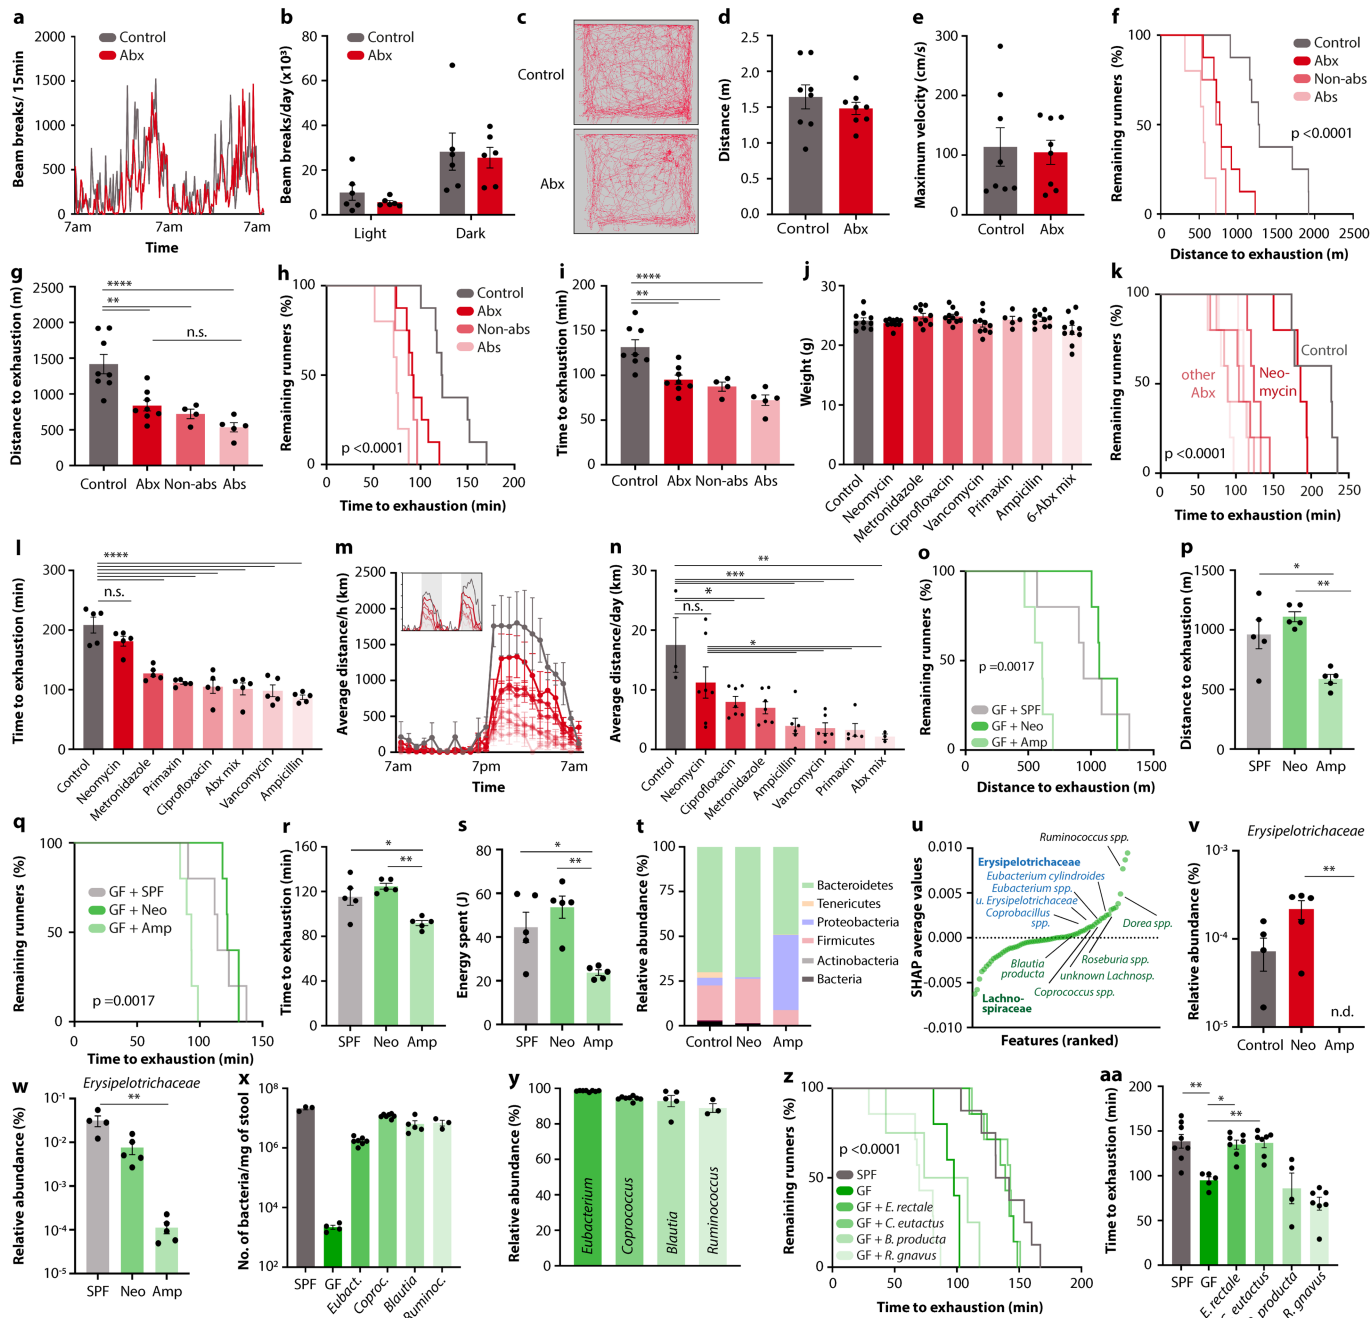 a
2000
1500
1000
500
0
Beam breaks/ 15min
Control
Abx
7am
7am
7am
Time
b
80
60
40
20
0
Beam breaks/day (x10³)
Control
Abx
Light
Dark
c
Control
Abx
d
2.5
2.0
1.5
1.0
0.5
0.0
Distance (m)
Control
Abx
e
300
200
100
0
Maximum velocity (cm/s)
Control
Abx
f
100
50
0
Remaining runners (%)
Control
Abx
Non-abs
Abs
p <0.0001
0 500 1000 1500 2000 2500
Distance to exhaustion (m)
g
2500
2000
1500
1000
500
0
Distance to exhaustion (m)
****
**
n.s.
Control Abx Non-abs Abs
h
100
50
0
Remaining runners (%)
Control
Abx
Non-abs
Abs
p <0.0001
0 50 100 150 200
Time to exhaustion (min)
i
200
150
100
50
0
Time to exhaustion (min)
****
**
Control Abx Non-abs Abs
j
30
20
10
0
Weight (g)
Control
Neomycin
Metronidazole
Ciprofloxacin
Vancomycin
Primaxin
Ampicillin
6-Abx mix
k
100
50
0
Remaining runners (%)
Control
other
Abx
Neo-
mycin
p <0.0001
0 50 100 150 200 250
Time to exhaustion (min)
l
300
200
100
0
Time to exhaustion (min)
****
n.s.
Control
Neomycin
Metronidazole
Primaxin
Ciprofloxacin
Abx mix
Vancomycin
Ampicillin
m
2500
2000
1500
1000
500
0
Average distance/h (km)
7am
7pm
7am
Time
n
30
20
10
0
Average distance/day (km)
**
***
*
n.s.
*
Control
Neomycin
Ciprofloxacin
Metronidazole
Ampicillin
Vancomycin
Primaxin
Abx mix
o
100
50
0
Remaining runners (%)
p =0.0017
GF + SPF
GF + Neo
GF + Amp
0 500 1000 1500
Distance to exhaustion (m)
p
1500
1000
500
0
Distance to exhaustion (m)
*
**
SPF Neo Amp
q
100
50
0
Remaining runners (%)
GF + SPF
GF + Neo
GF + Amp
p =0.0017
0 50 100 150
Time to exhaustion (min)
r
160
120
80
40
0
Time to exhaustion (min)
*
**
SPF Neo Amp
s
80
60
40
20
0
Energy spent (J)
*
**
SPF Neo Amp
t
100
75
50
25
0
Relative abundance (%)
Bacteroidetes
Tenericutes
Proteobacteria
Firmicutes
Actinobacteria
Bacteria
Control Neo Amp
u
0.010
0.005
0.000
-0.005
-0.010
SHAP average values
Ruminococcus spp.
Erysipelotrichaceae
Eubacterium cylindroides
Eubacterium spp.
u. Erysipelotrichaceae
Coprobacillus
spp.
Dorea spp.
Blautia
producta
Roseburia spp.
unknown Lachnosp.
Coprococcus spp.
Lachno-
spiraceae
Features (ranked)
v
Erysipelotrichaceae
10⁻³
10⁻⁴
10⁻⁵
Relative abundance (%)
**
n.d.
Control Neo Amp
w
Erysipelotrichaceae
10⁻¹
10⁻²
10⁻³
10⁻⁴
10⁻⁵
Relative abundance (%)
**
SPF Neo Amp
x
10⁸
10⁶
10⁴
10²
No. of bacteria/mg of stool
SPF
GF
Eubact.
Coproc.
Blautia
Ruminoc.
y
100
80
60
40
20
0
Relative abundance (%)
Eubacterium
Coprococcus
Blautia
Ruminococcus
z
100
50
0
Remaining runners (%)
p <0.0001
SPF
GF
GF + E. rectale
GF + C. eutactus
GF + B. producta
GF + R. gnavus
0 100 200
Time to exhaustion (min)
aa
200
150
100
50
0
Time to exhaustion (min)
**
*
**
SPF
GF
E. rectale
C. eutactus
producta
R. gnavus